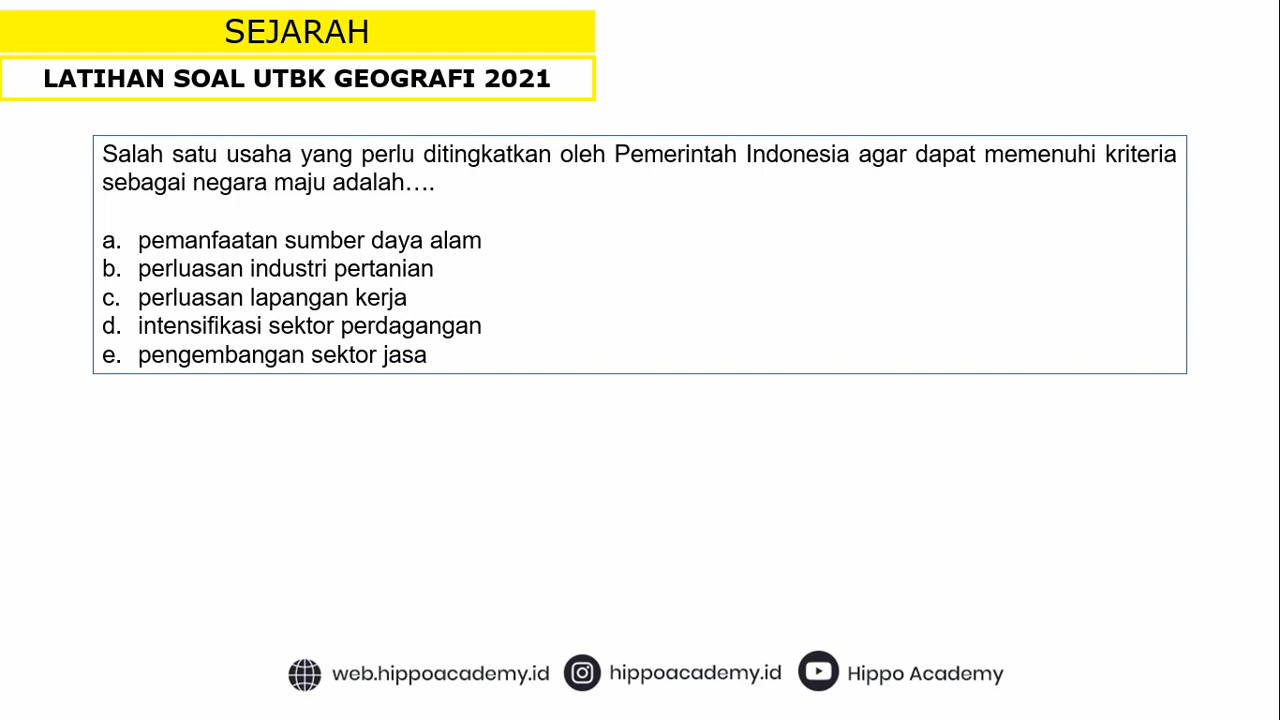 SEJARAH
LATIHAN SOAL UTBK GEOGRAFI 2021
Salah satu usaha yang perlu ditingkatkan oleh Pemerintah Indonesia agar dapat memenuhi kriteria
sebagai negara maju adalah….
a. pemanfaatan sumber daya alam
b. perluasan industri pertanian
c. perluasan lapangan kerja
d. intensifikasi sektor perdagangan
e. pengembangan sektor jasa
web.hippoacademy.id hippoacademy.id Hippo Academy